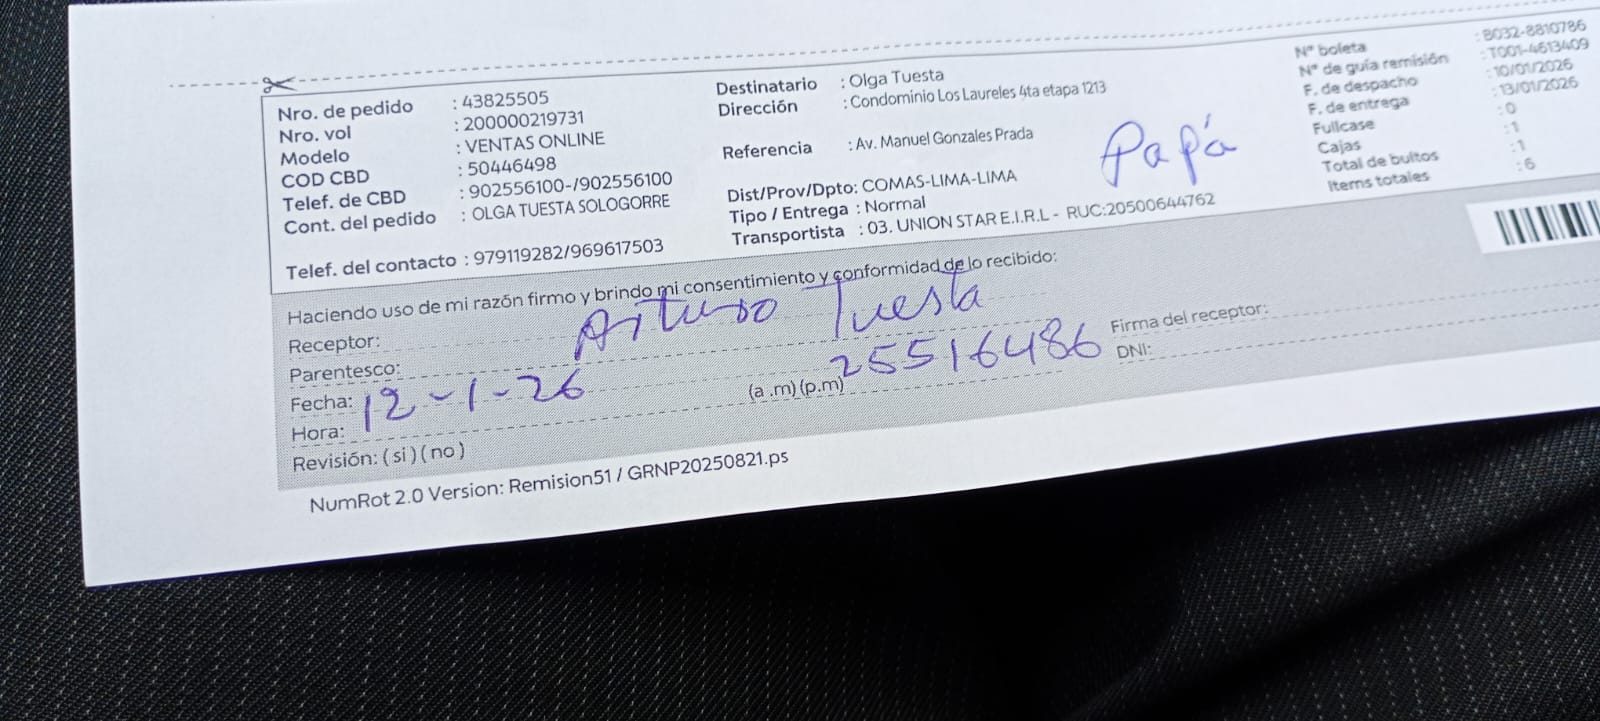 Nro. de pedido : 43825505
Nro. vol : 200000219731
Modelo : VENTAS ONLINE
COD CBD : 50446498
Telef. de CBD : 902556100-/902556100
Cont. del pedido : OLGA TUESTA SOLOGORRE
Telef. del contacto : 979119282/969617503
Destinatario : Olga Tuesta
Dirección : Condominio Los Laureles 4ta etapa 1213
Referencia : Av. Manuel Gonzales Prada
Dist/Prov/Dpto: COMAS-LIMA-LIMA
Tipo / Entrega : Normal
Transportista : 03. UNION STAR E.I.R.L - RUC:20500644762
Papá
N° boleta : B032-8810786
N° de guía remisión : T001-4613409
F. de despacho : 10/01/2026
F. de entrega : 13/01/2026
Fullcase : 0
Cajas : 1
Total de bultos : 1
Items totales : 6
Haciendo uso de mi razón firmo y brindo mi consentimiento y conformidad de lo recibido:
Receptor: Arturo Tuesta
Parentesco:
Fecha: 12-1-26
Hora: (a .m) (p.m)
Revisión: ( si ) ( no )
Firma del receptor:
DNI: 25516486
NumRot 2.0 Version: Remision51 / GRNP20250821.ps